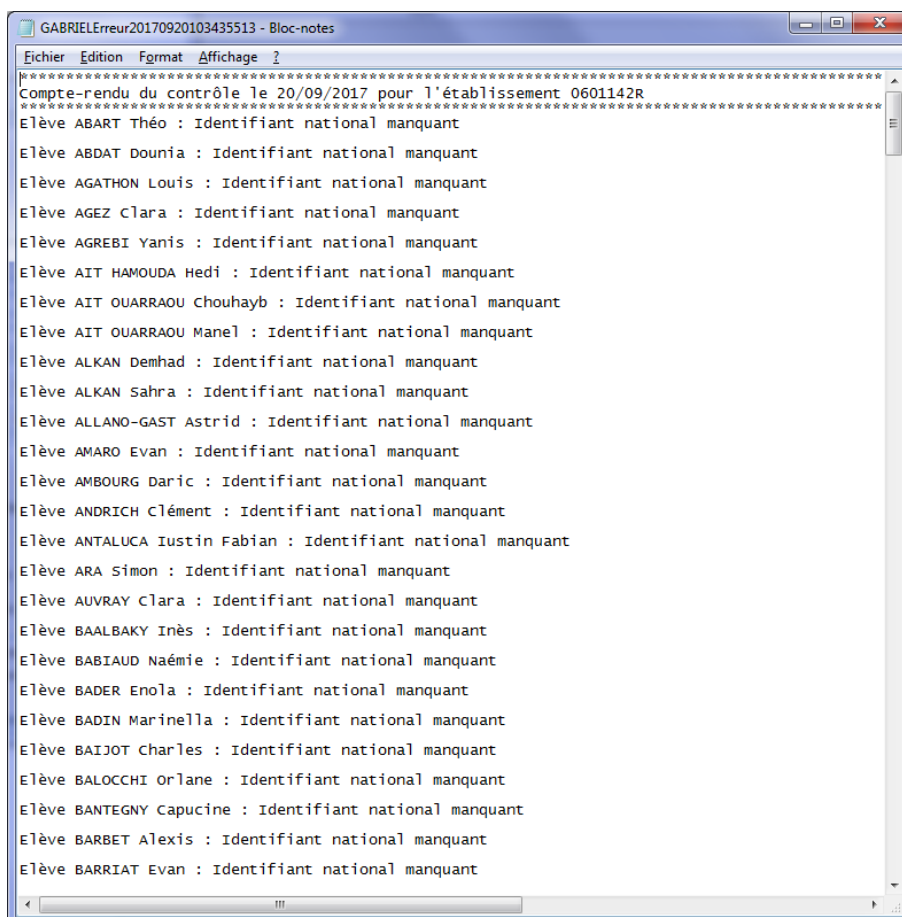 GABRIELErreur20170920103435513 - Bloc-notes
Fichier Edition Format Affichage ?
*********************************************************************************************
Compte-rendu du contrôle le 20/09/2017 pour l'établissement 0601142R
*********************************************************************************************
Elève ABART Théo : Identifiant national manquant
Elève ABDAT Dounia : Identifiant national manquant
Elève AGATHON Louis : Identifiant national manquant
Elève AGEZ Clara : Identifiant national manquant
Elève AGREBI Yanis : Identifiant national manquant
Elève AIT HAMOUDA Hedi : Identifiant national manquant
Elève AIT OUARRAOU Chouhayb : Identifiant national manquant
Elève AIT OUARRAOU Manel : Identifiant national manquant
Elève ALKAN Demhad : Identifiant national manquant
Elève ALKAN Sahra : Identifiant national manquant
Elève ALLANO-GAST Astrid : Identifiant national manquant
Elève AMARO Evan : Identifiant national manquant
Elève AMBOURG Daric : Identifiant national manquant
Elève ANDRICH Clément : Identifiant national manquant
Elève ANTALUCA Iustin Fabian : Identifiant national manquant
Elève ARA Simon : Identifiant national manquant
Elève AUVRAY Clara : Identifiant national manquant
Elève BAALBAKY Inès : Identifiant national manquant
Elève BABIAUD Naémie : Identifiant national manquant
Elève BADER Enola : Identifiant national manquant
Elève BADIN Marinella : Identifiant national manquant
Elève BAIJOT Charles : Identifiant national manquant
Elève BALOCCHI Orlane : Identifiant national manquant
Elève BANTEGNY Capucine : Identifiant national manquant
Elève BARBET Alexis : Identifiant national manquant
Elève BARRIAT Evan : Identifiant national manquant